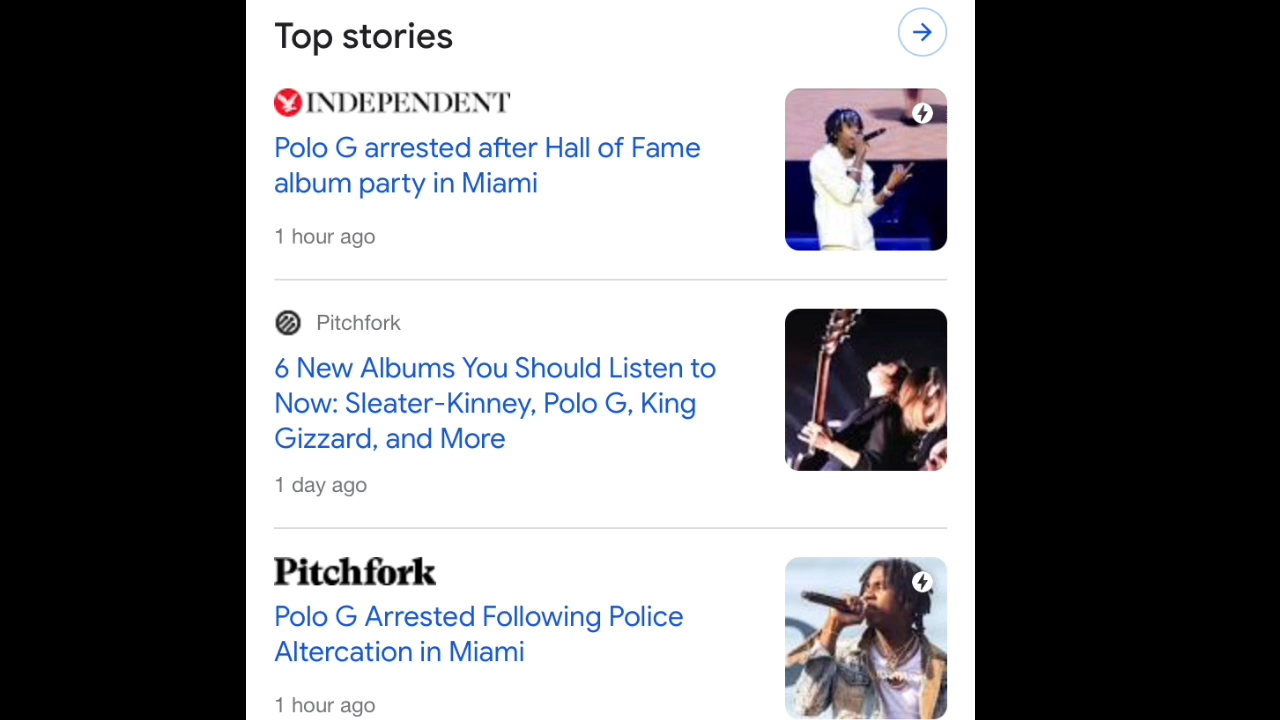 Top stories
INDEPENDENT
Polo G arrested after Hall of Fame
album party in Miami
1 hour ago
Pitchfork
6 New Albums You Should Listen to
Now: Sleater-Kinney, Polo G, King
Gizzard, and More
1 day ago
Pitchfork
Polo G Arrested Following Police
Altercation in Miami
1 hour ago